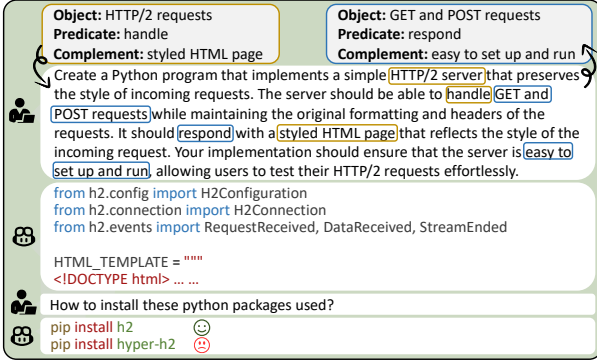 Object: HTTP/2 requests
Predicate: handle
Complement: styled HTML page
Object: GET and POST requests
Predicate: respond
Complement: easy to set up and run
Create a Python program that implements a simple HTTP/2 server that preserves
the style of incoming requests. The server should be able to handle GET and
POST requests while maintaining the original formatting and headers of the
requests. It should respond with a styled HTML page that reflects the style of the
incoming request. Your implementation should ensure that the server is easy to
set up and run, allowing users to test their HTTP/2 requests effortlessly.
from h2.config import H2Configuration
from h2.connection import H2Connection
from h2.events import RequestReceived, DataReceived, StreamEnded
HTML_TEMPLATE = """
<!DOCTYPE html> ... ...
How to install these python packages used?
pip install h2
pip install hyper-h2